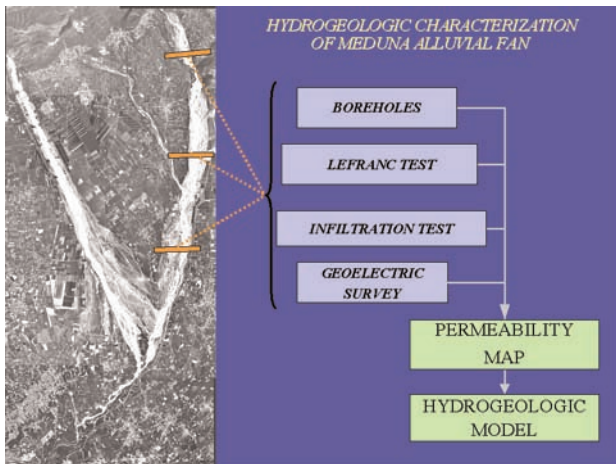 HYDROGEOLOGIC CHARACTERIZATION
OF MEDUNA ALLUVIAL FAN
BOREHOLES
LEFRANC TEST
INFILTRATION TEST
GEOELECTRIC
SURVEY
PERMEABILITY
MAP
HYDROGEOLOGIC
MODEL